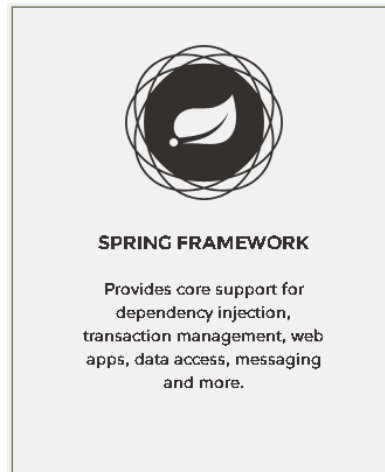 SPRING FRAMEWORK
Provides core support for
dependency injection,
transaction management, web
apps, data access, messaging
and more.